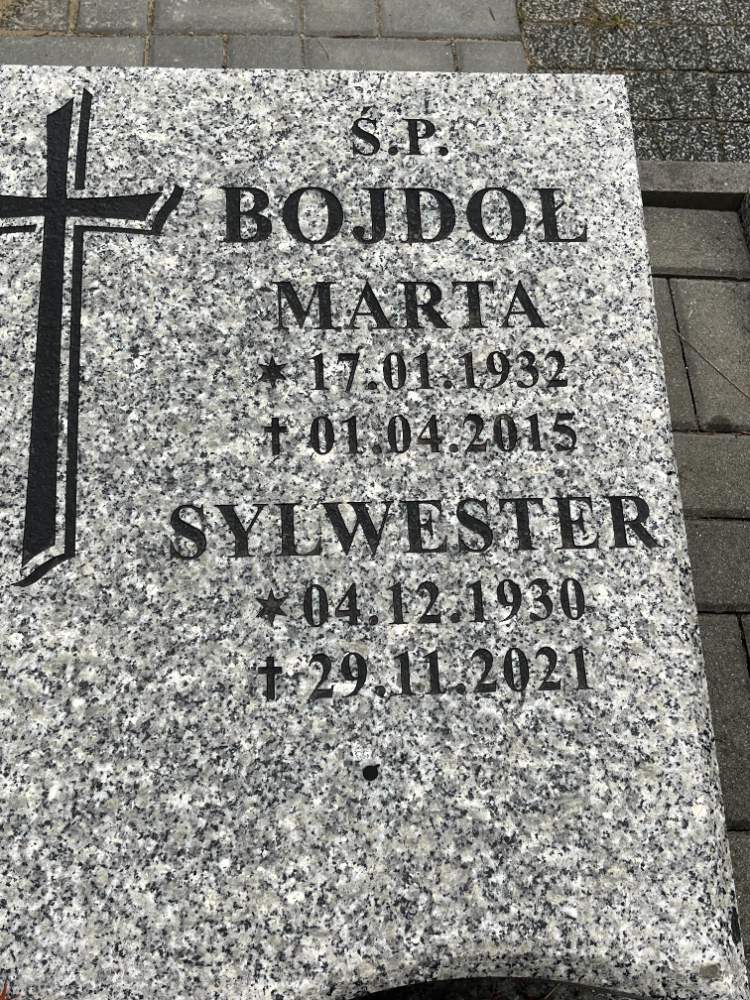 Ś.P.
BOJDOŁ
MARTA
✶ 17.01.1932
✝ 01.04.2015
SYLWESTER
✶ 04.12.1930
✝ 29.11.2021